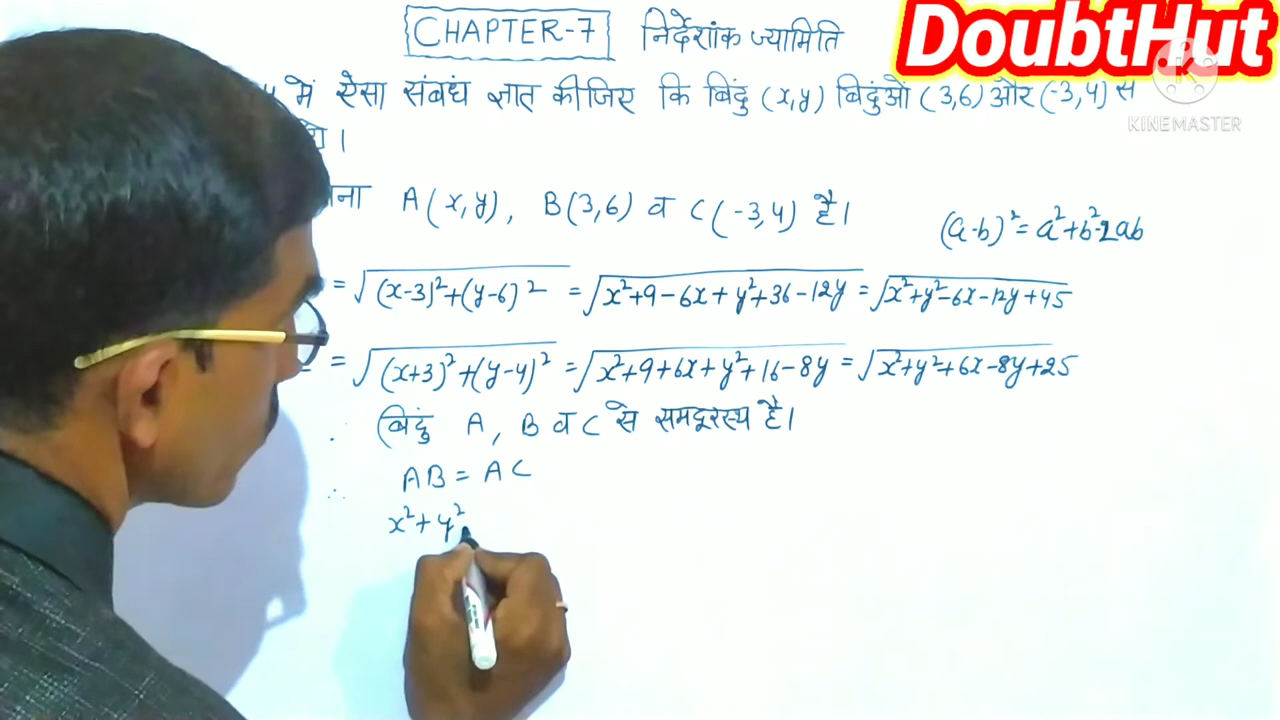 CHAPTER-7 निर्देशांक ज्यामिति
DoubtHut
में ऐसा संबंध ज्ञात कीजिए कि बिंदु (x,y) बिंदुओं (3,6) और (-3,4) से
KINEMASTER
A(x,y), B(3,6) व C(-3,4) है।
(a-b)²=a²+b²-2ab
=√(x-3)²+(y-6)² = √x²+9-6x+y²+36-12y = √x²+y²-6x-12y+45
=√(x+3)²+(y-4)² = √x²+9+6x+y²+16-8y = √x²+y²+6x-8y+25
बिंदु A, B व C से समदूरस्थ है।
∴ AB = AC
x²+y²